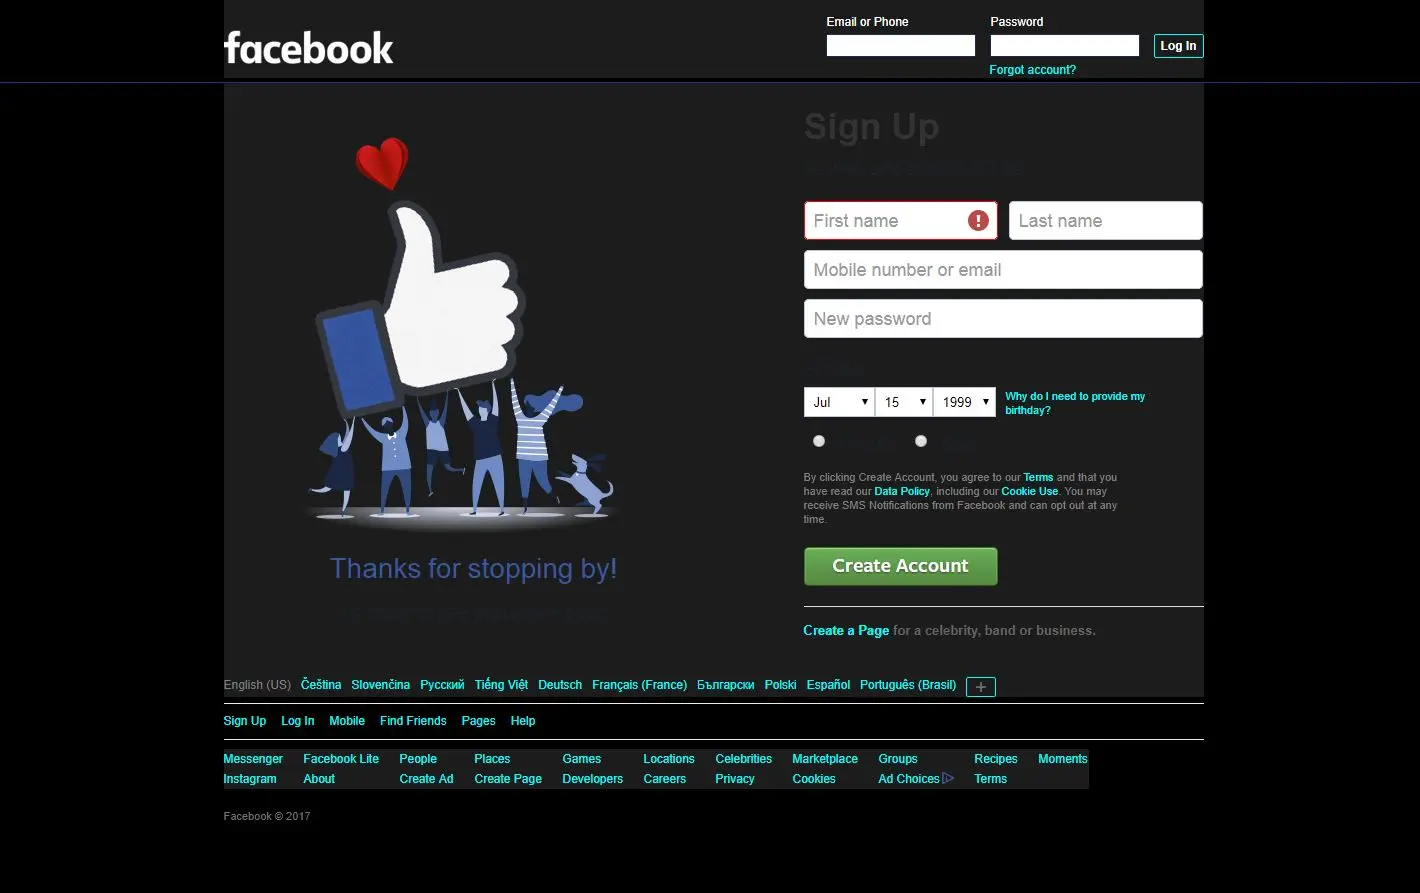 facebook
Email or Phone
Password
Log In
Forgot account?
Sign Up
First name
Last name
Mobile number or email
New password
Jul 15 1999
Why do I need to provide my
birthday?
By clicking Create Account, you agree to our Terms and that you
have read our Data Policy, including our Cookie Use. You may
receive SMS Notifications from Facebook and can opt out at any
time.
Create Account
Create a Page for a celebrity, band or business.
Thanks for stopping by!
English (US) Čeština Slovenčina Русский Tiếng Việt Deutsch Français (France) Български Polski Español Português (Brasil) +
Sign Up Log In Mobile Find Friends Pages Help
Messenger Facebook Lite People Places Games Locations Celebrities Marketplace Groups Recipes Moments
Instagram About Create Ad Create Page Developers Careers Privacy Cookies Ad Choices Terms
Facebook © 2017